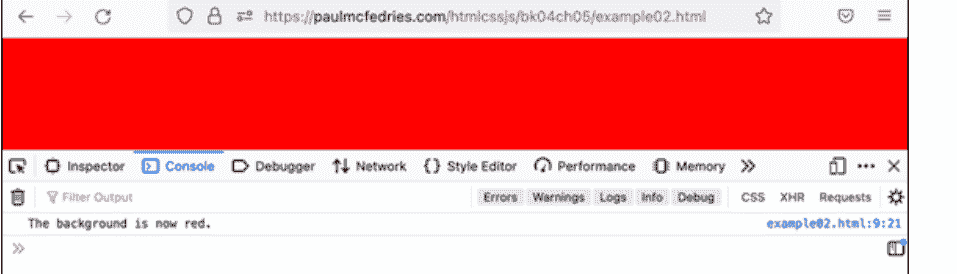 https://paulmcfedries.com/htmlcssjs/bk04ch05/example02.html
Inspector Console Debugger Network Style Editor Performance Memory
Filter Output Errors Warnings Logs Info Debug CSS XHR Requests
The background is now red. example02.html:9:21